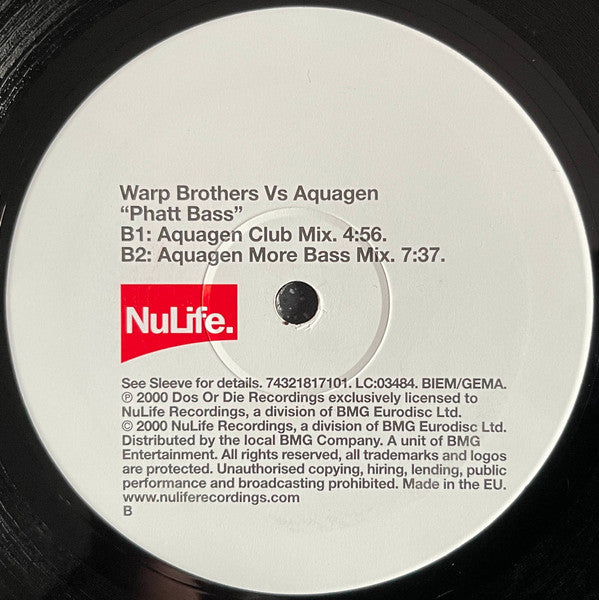 Warp Brothers Vs Aquagen
“Phatt Bass”
B1: Aquagen Club Mix. 4:56.
B2: Aquagen More Bass Mix. 7:37.
NuLife.
See Sleeve for details. 74321817101. LC:03484. BIEM/GEMA.
℗ 2000 Dos Or Die Recordings exclusively licensed to
NuLife Recordings, a division of BMG Eurodisc Ltd.
© 2000 NuLife Recordings, a division of BMG Eurodisc Ltd.
Distributed by the local BMG Company. A unit of BMG
Entertainment. All rights reserved, all trademarks and logos
are protected. Unauthorised copying, hiring, lending, public
performance and broadcasting prohibited. Made in the EU.
www.nuliferecordings.com
B